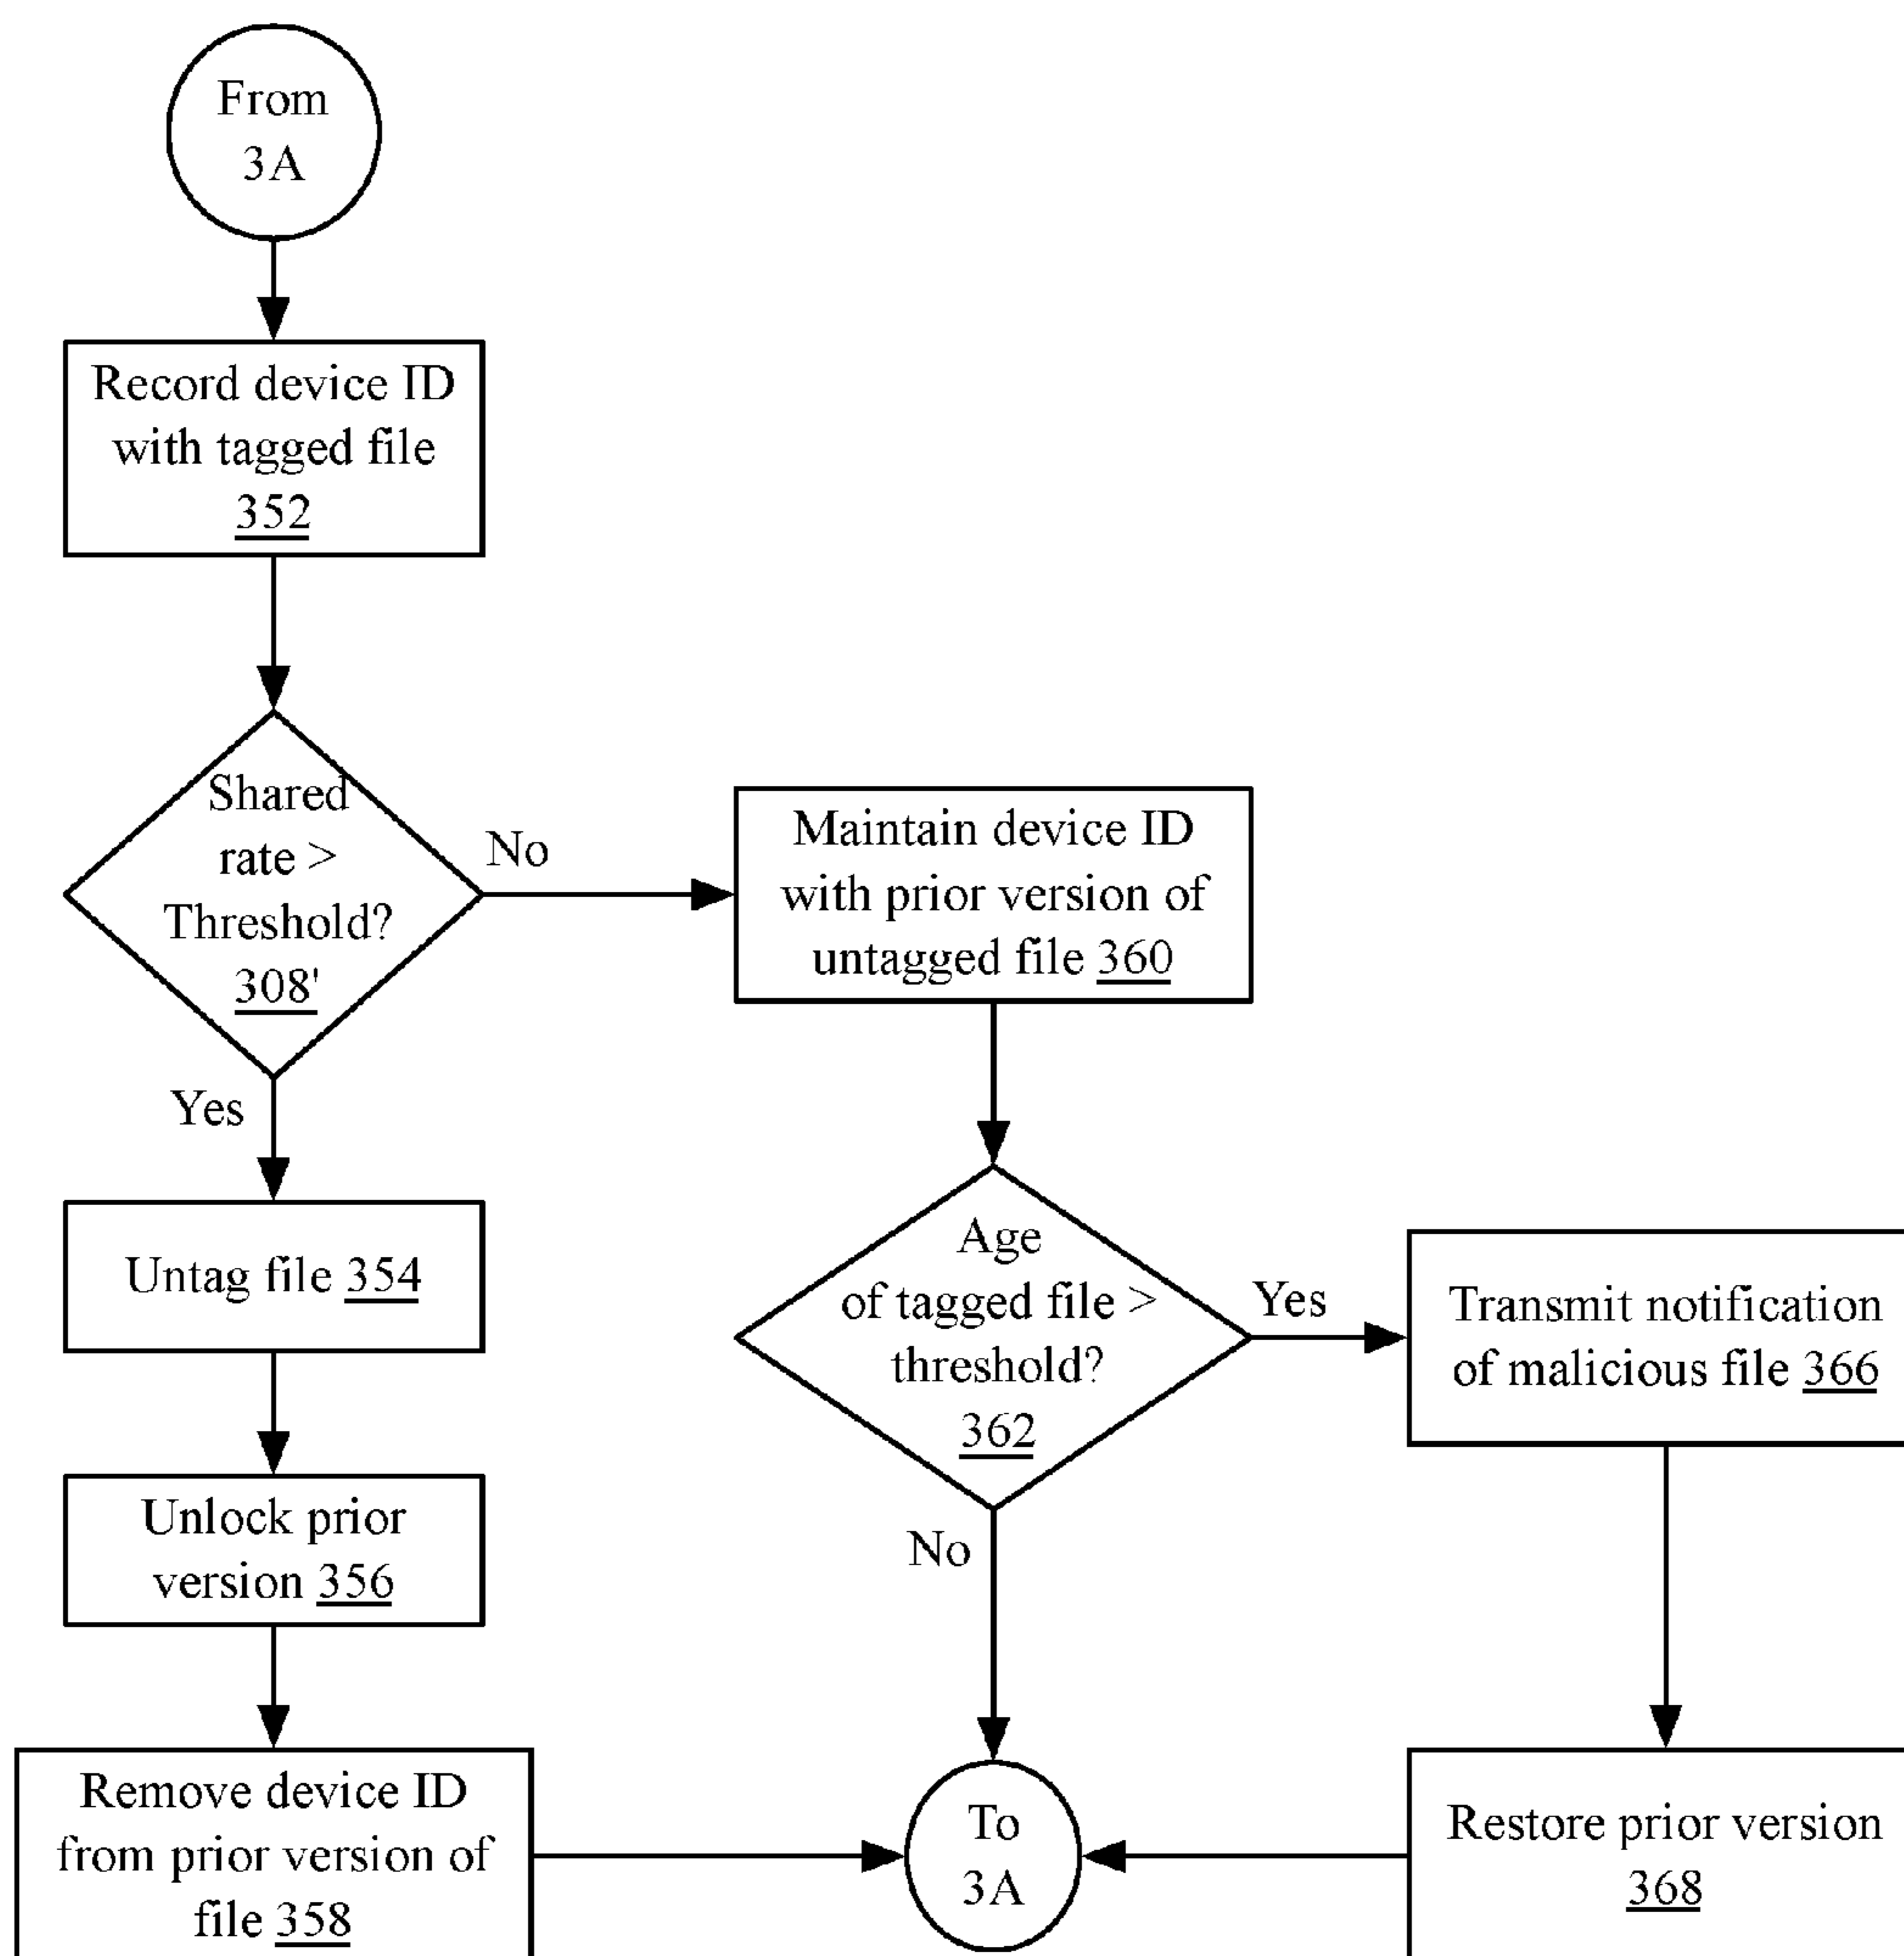 From
3A
Record device ID
with tagged file
352
Shared
rate >
Threshold?
308'
No
Yes
Maintain device ID
with prior version of
untagged file 360
Age
of tagged file >
threshold?
362
Yes
No
Transmit notification
of malicious file 366
Untag file 354
Unlock prior
version 356
Remove device ID
from prior version of
file 358
To
3A
Restore prior version
368